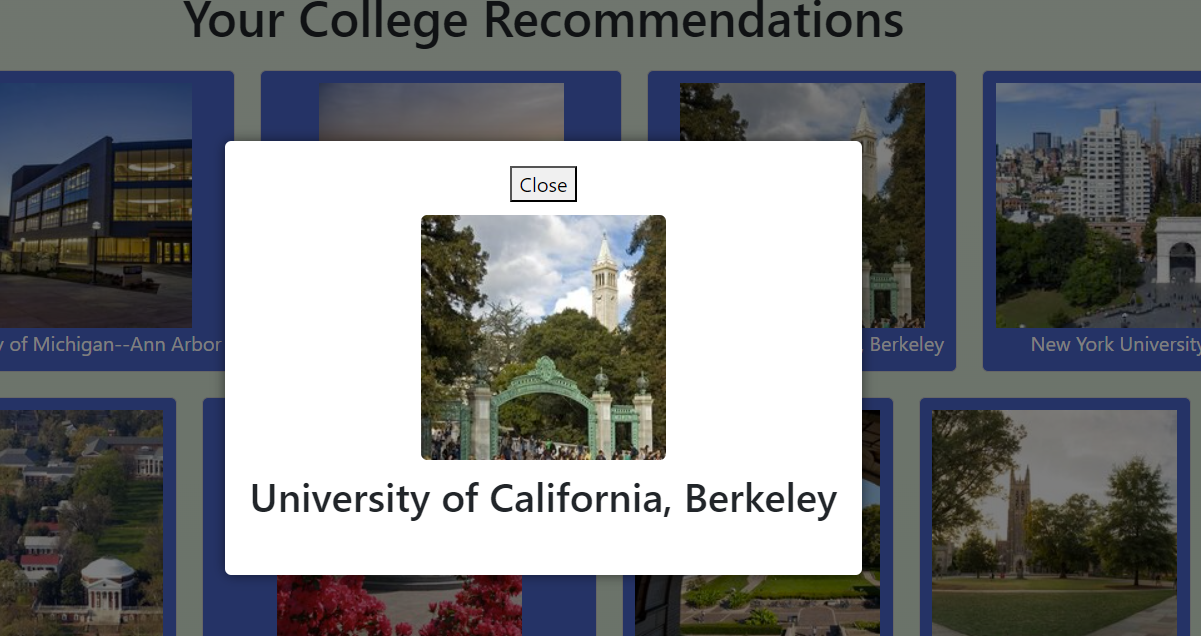 Your College Recommendations
Close
y of Michigan--Ann Arbor
, Berkeley
New York University
University of California, Berkeley